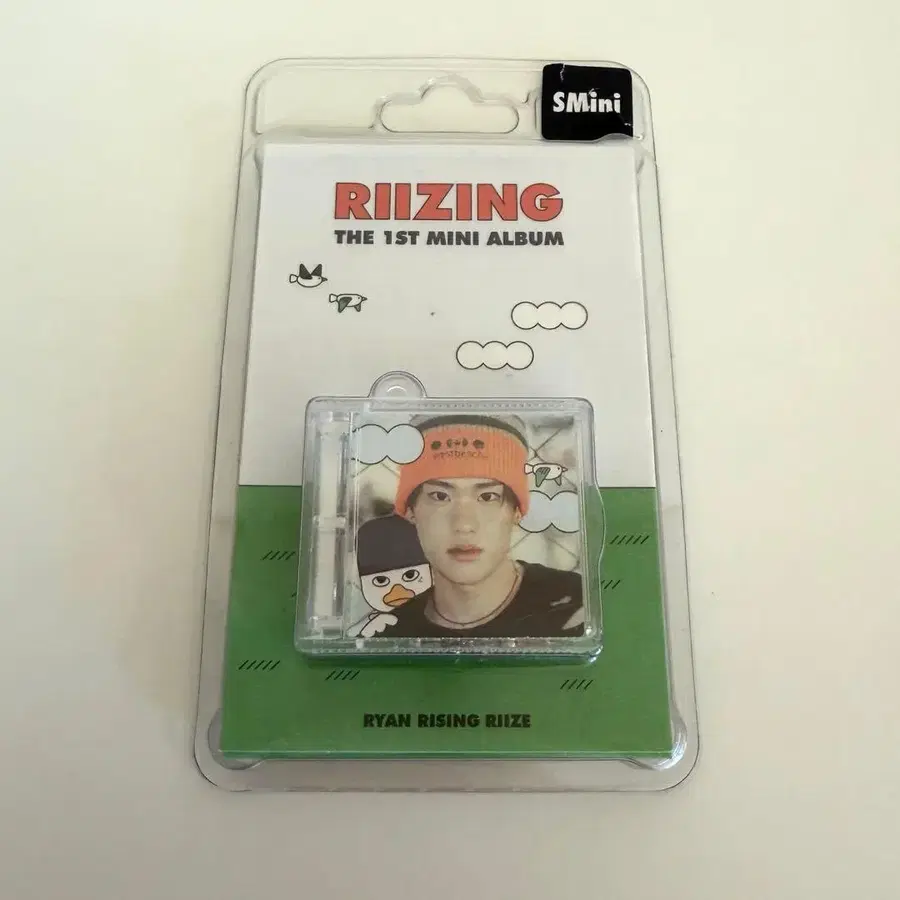 SMini
RIIZING
THE 1ST MINI ALBUM
RYAN RISING RIIZE